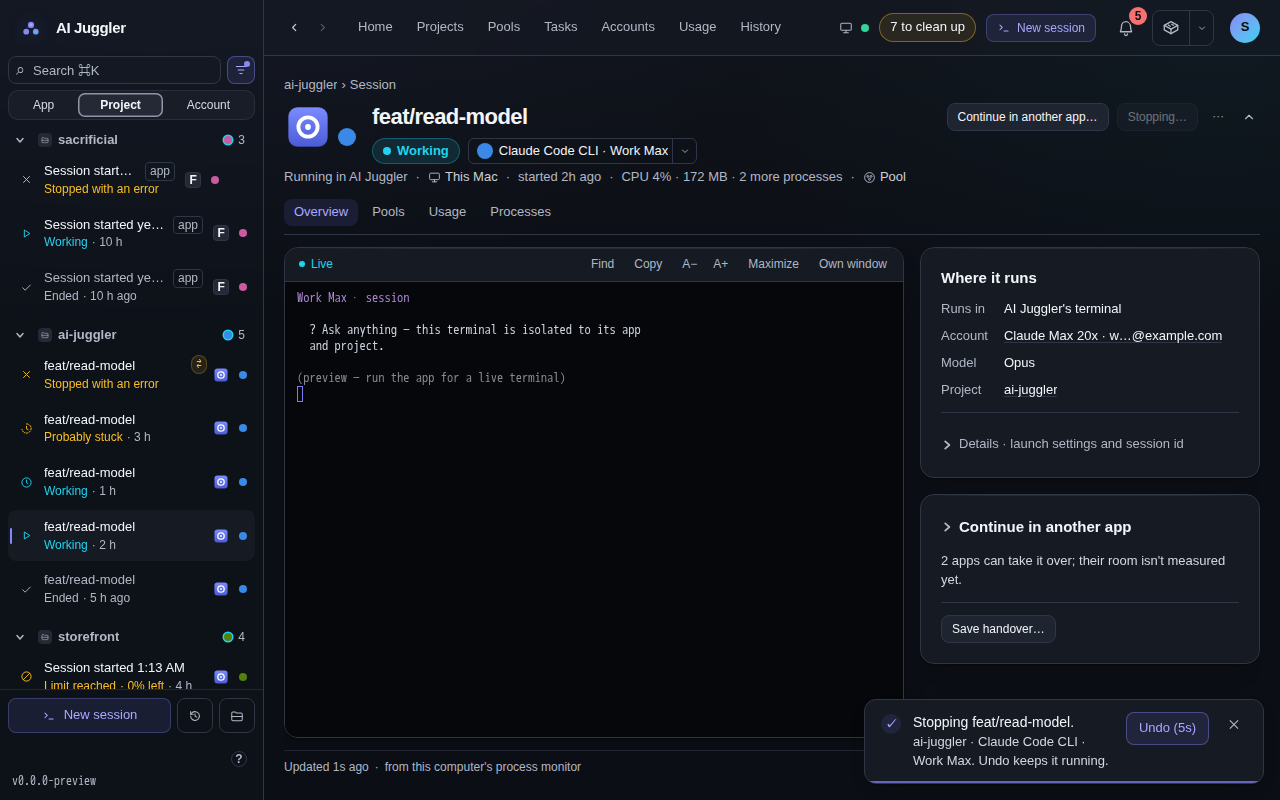 AI Juggler
Search ⌘K
App Project Account
sacrificial 3
Session start… app
Stopped with an error F
Session started ye… app
Working · 10 h F
Session started ye… app
Ended · 10 h ago F
ai-juggler 5
feat/read-model
Stopped with an error
feat/read-model
Probably stuck · 3 h
feat/read-model
Working · 1 h
feat/read-model
Working · 2 h
feat/read-model
Ended · 5 h ago
storefront 4
Session started 1:13 AM
Limit reached · 0% left · 4 h
New session
?
v0.0.0-preview
Home Projects Pools Tasks Accounts Usage History
7 to clean up
New session
5
S
ai-juggler › Session
feat/read-model
Continue in another app…
Stopping…
Working
Claude Code CLI · Work Max
Running in AI Juggler · This Mac · started 2h ago · CPU 4% · 172 MB · 2 more processes · Pool
Overview Pools Usage Processes
Live
Find Copy A− A+ Maximize Own window
Work Max · session
? Ask anything — this terminal is isolated to its app
and project.
(preview — run the app for a live terminal)
Where it runs
Runs in AI Juggler's terminal
Account Claude Max 20x · w…@example.com
Model Opus
Project ai-juggler
Details · launch settings and session id
Continue in another app
2 apps can take it over; their room isn't measured
yet.
Save handover…
Updated 1s ago · from this computer's process monitor
Stopping feat/read-model.
ai-juggler · Claude Code CLI ·
Work Max. Undo keeps it running.
Undo (5s)